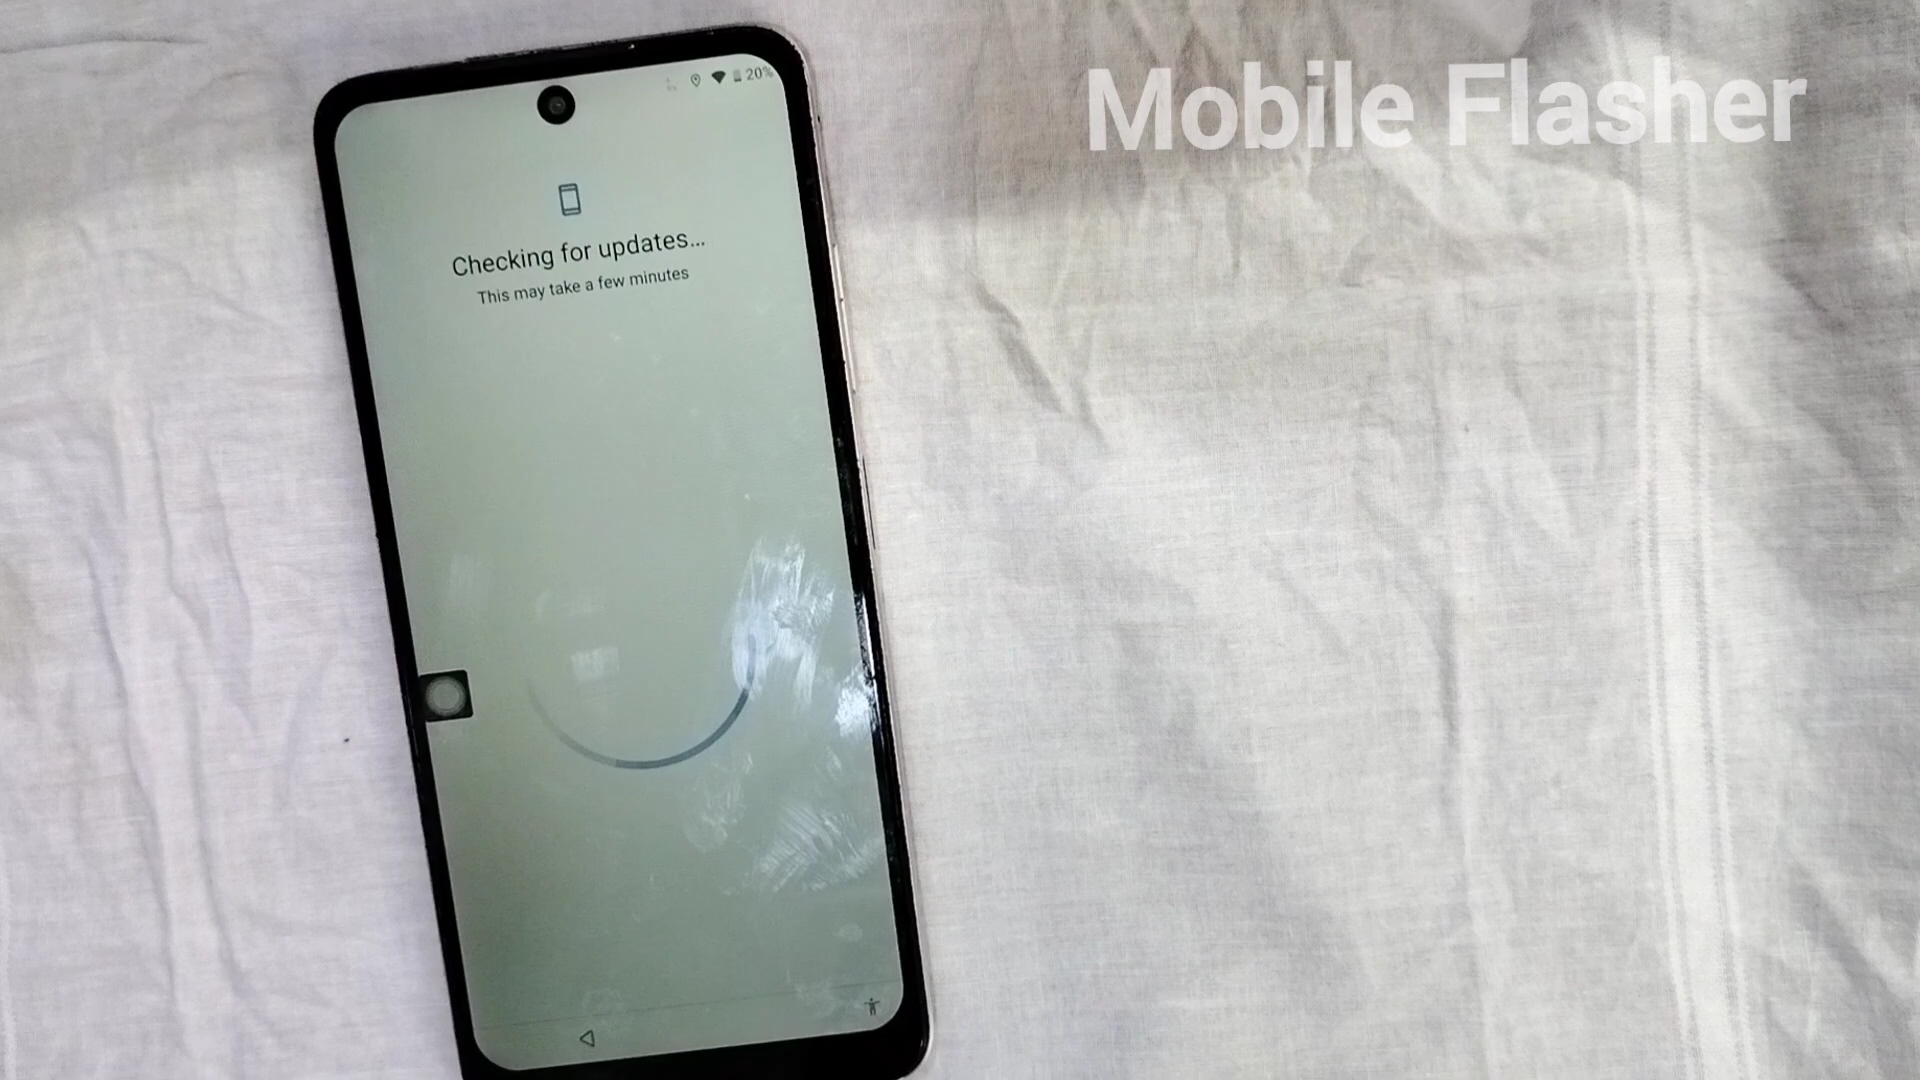 Mobile Flasher
20%
Checking for updates...
This may take a few minutes